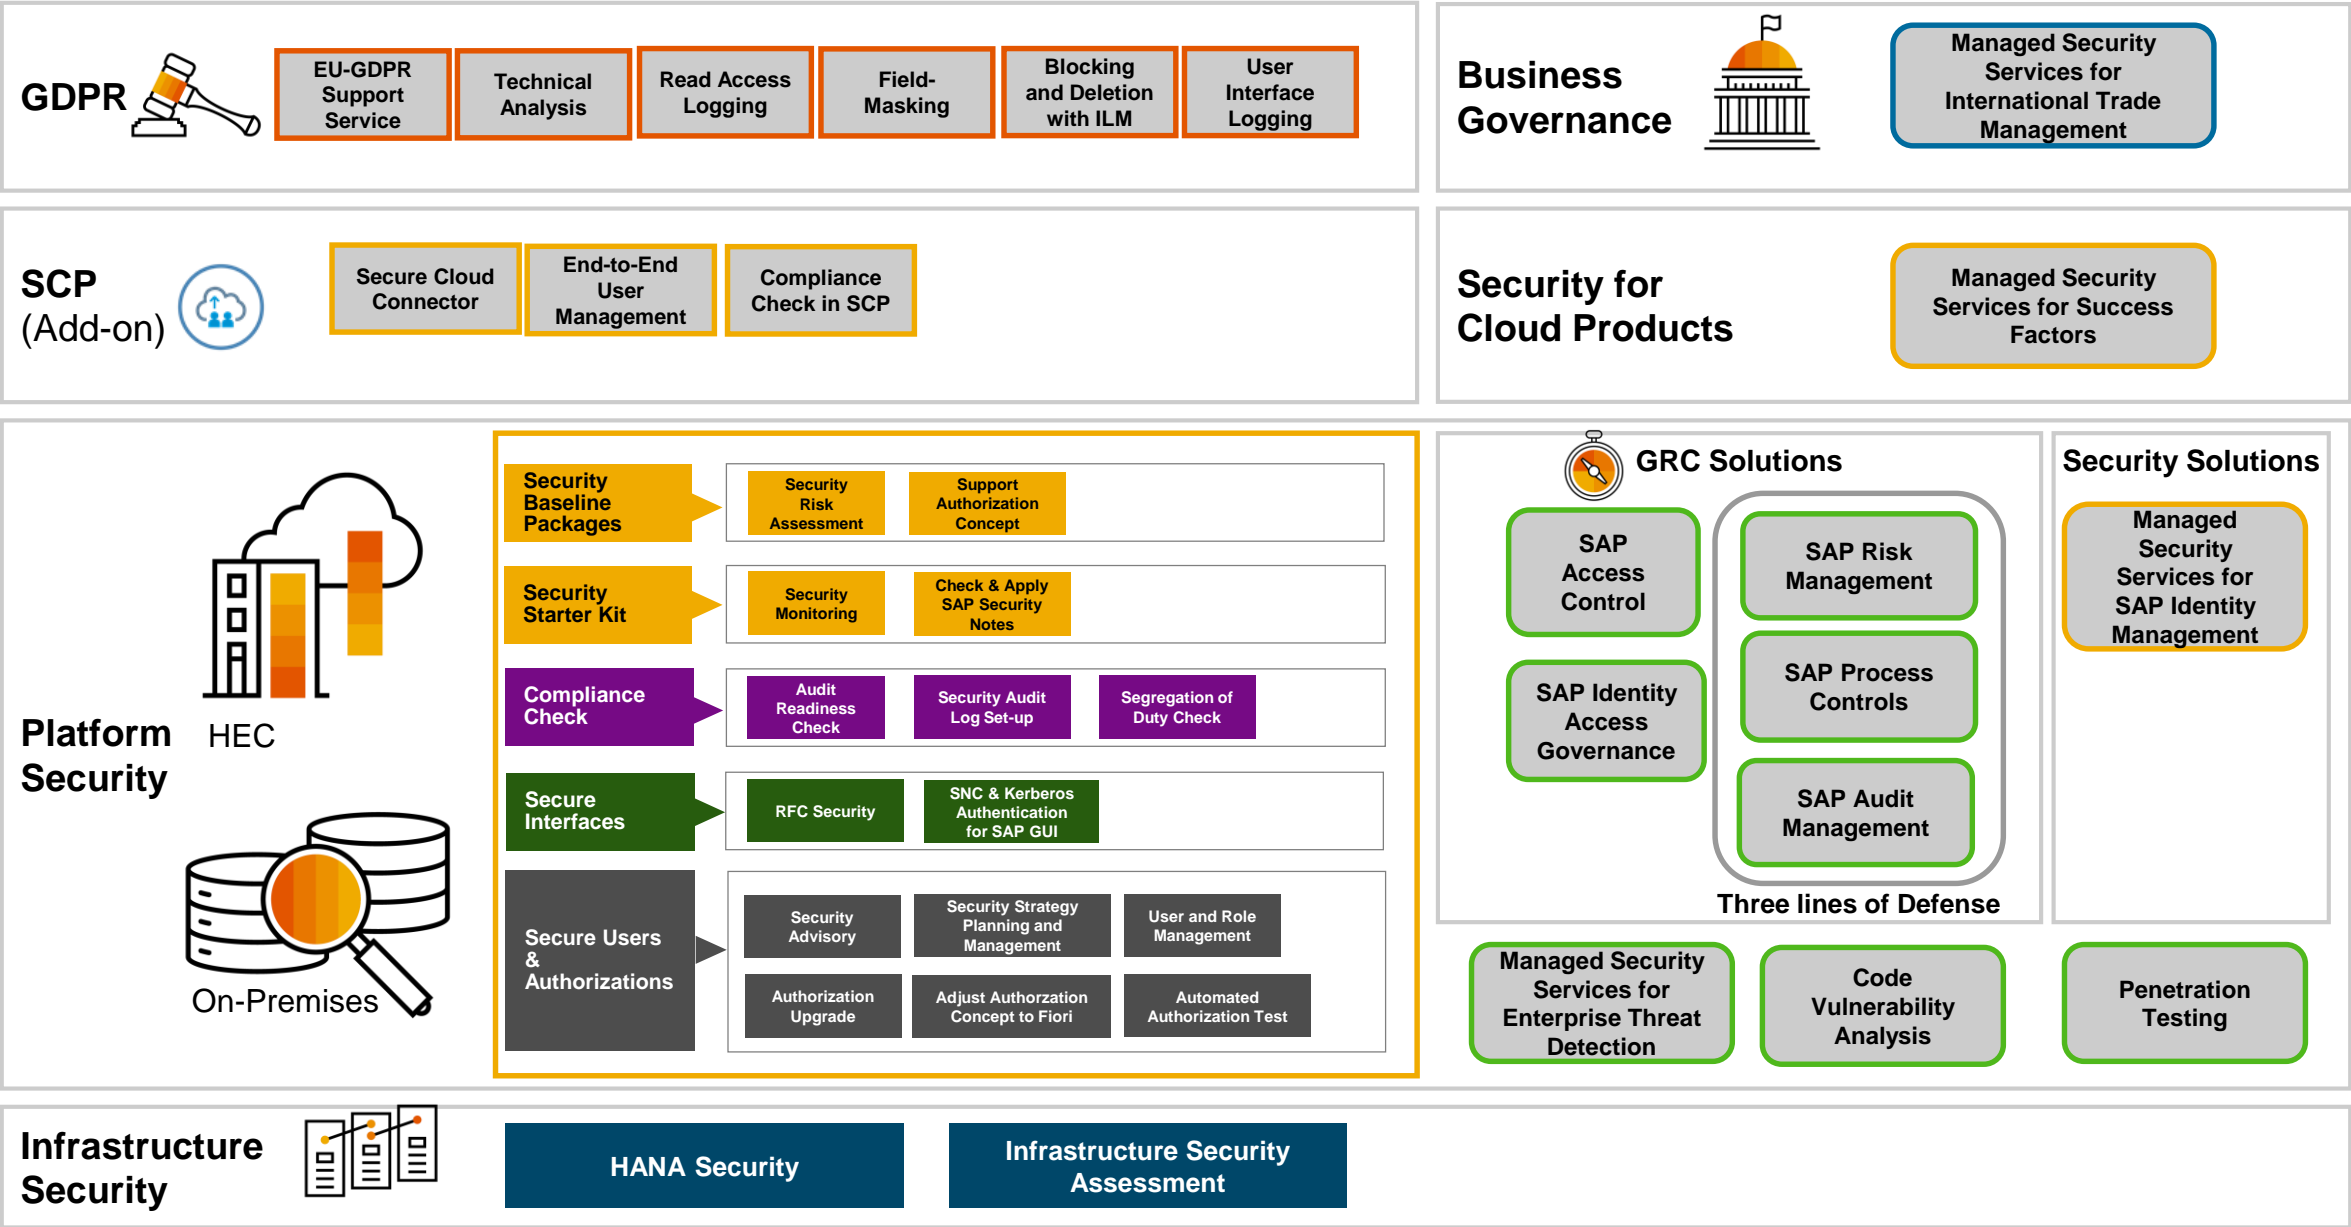 GDPR
EU-GDPR
Support
Service
Technical
Analysis
Read Access
Logging
Field-
Masking
Blocking
and Deletion
with ILM
User
Interface
Logging
Business
Governance
Managed Security
Services for
International Trade
Management
SCP
(Add-on)
Secure Cloud
Connector
End-to-End
User
Management
Compliance
Check in SCP
Security for
Cloud Products
Managed Security
Services for Success
Factors
Platform
Security
HEC
On-Premises
Security
Baseline
Packages
Security
Risk
Assessment
Support
Authorization
Concept
Security
Starter Kit
Security
Monitoring
Check & Apply
SAP Security
Notes
Compliance
Check
Audit
Readiness
Check
Security Audit
Log Set-up
Segregation of
Duty Check
Secure
Interfaces
RFC Security
SNC & Kerberos
Authentication
for SAP GUI
Secure Users
&
Authorizations
Security
Advisory
Security Strategy
Planning and
Management
User and Role
Management
Authorization
Upgrade
Adjust Authorzation
Concept to Fiori
Automated
Authorization Test
GRC Solutions
SAP
Access
Control
SAP Identity
Access
Governance
SAP Risk
Management
SAP Process
Controls
SAP Audit
Management
Three lines of Defense
Security Solutions
Managed
Security
Services for
SAP Identity
Management
Managed Security
Services for
Enterprise Threat
Detection
Code
Vulnerability
Analysis
Penetration
Testing
Infrastructure
Security
HANA Security
Infrastructure Security
Assessment